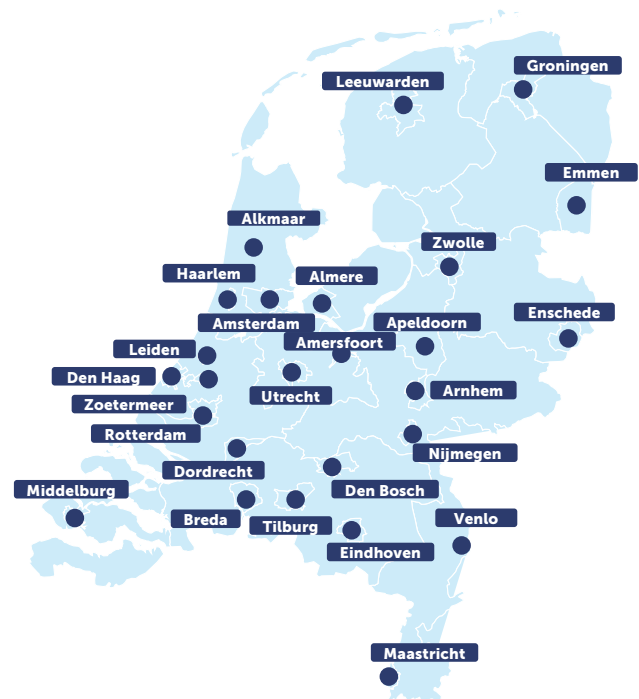 Groningen
Leeuwarden
Emmen
Alkmaar
Zwolle
Haarlem
Almere
Enschede
Amsterdam
Apeldoorn
Amersfoort
Leiden
Den Haag
Utrecht
Arnhem
Zoetermeer
Rotterdam
Nijmegen
Dordrecht
Middelburg
Den Bosch
Breda
Tilburg
Venlo
Eindhoven
Maastricht